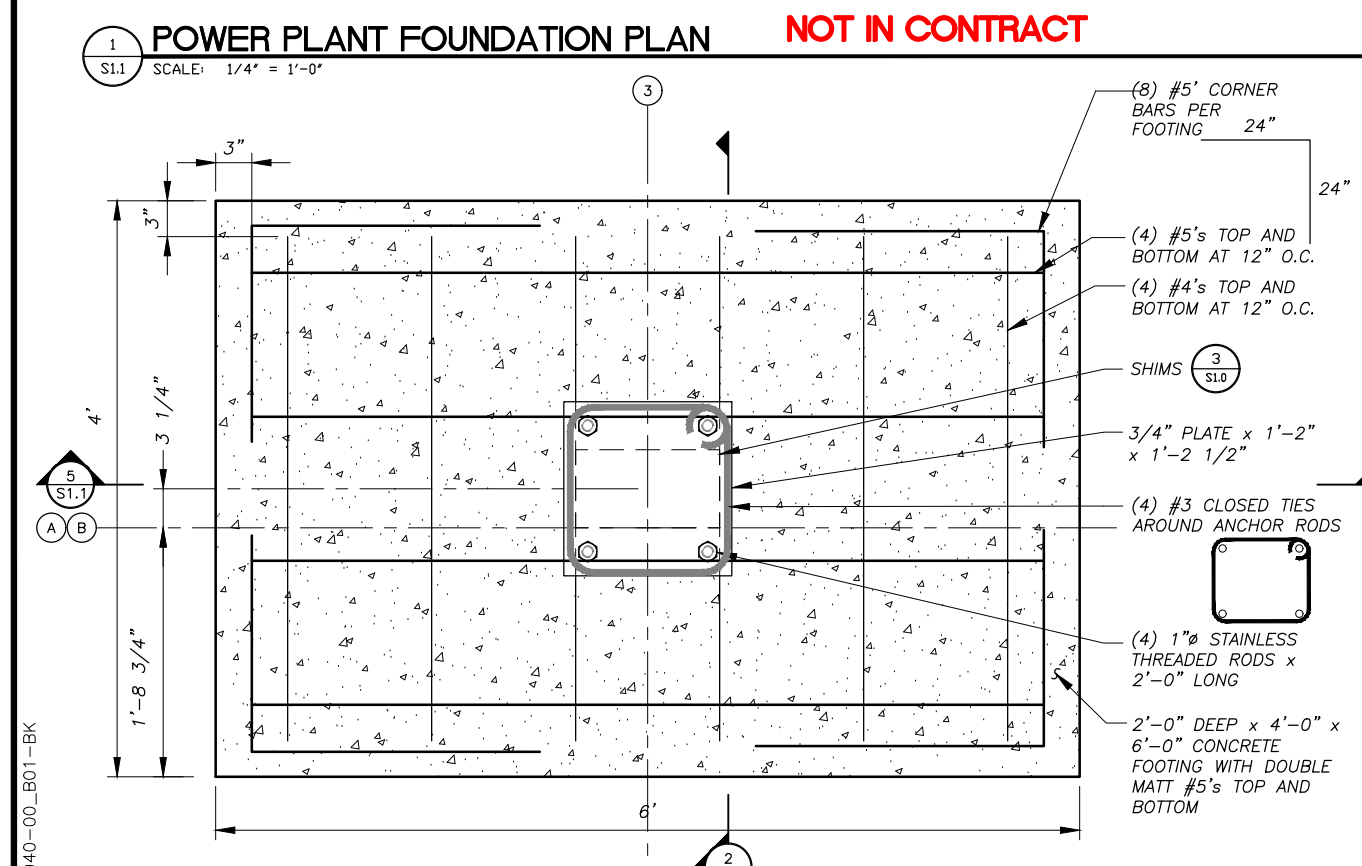 1
S1.1
POWER PLANT FOUNDATION PLAN
NOT IN CONTRACT
SCALE: 1/4" = 1'-0"
3
(8) #5' CORNER
BARS PER
FOOTING
24"
24"
3"
3"
(4) #5's TOP AND
BOTTOM AT 12" O.C.
(4) #4's TOP AND
BOTTOM AT 12" O.C.
SHIMS
3
S1.0
4'
3 1/4"
3/4" PLATE x 1'-2"
x 1'-2 1/2"
5
S1.1
A
B
(4) #3 CLOSED TIES
AROUND ANCHOR RODS
1'-8 3/4"
(4) 1"ø STAINLESS
THREADED RODS x
2'-0" LONG
2'-0" DEEP x 4'-0" x
6'-0" CONCRETE
FOOTING WITH DOUBLE
MATT #5's TOP AND
BOTTOM
6'
2
040-00_B01-BK